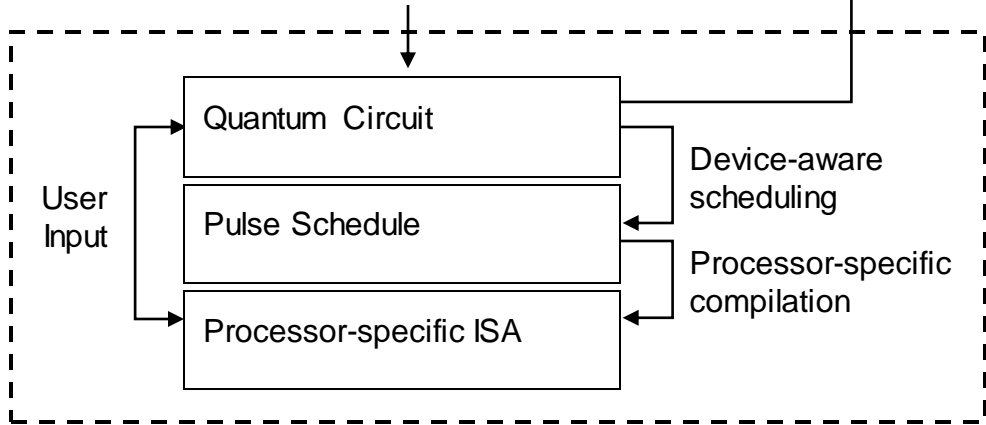 Quantum Circuit
Device-aware
scheduling
User
Input
Pulse Schedule
Processor-specific
compilation
Processor-specific ISA